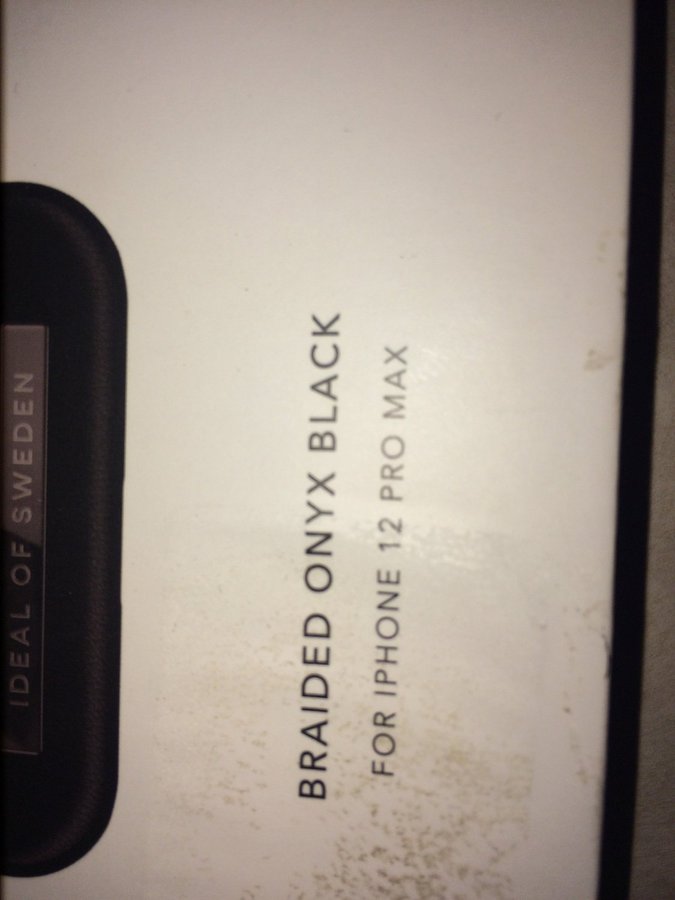 IDEAL OF SWEDEN
BRAIDED ONYX BLACK
FOR IPHONE 12 PRO MAX